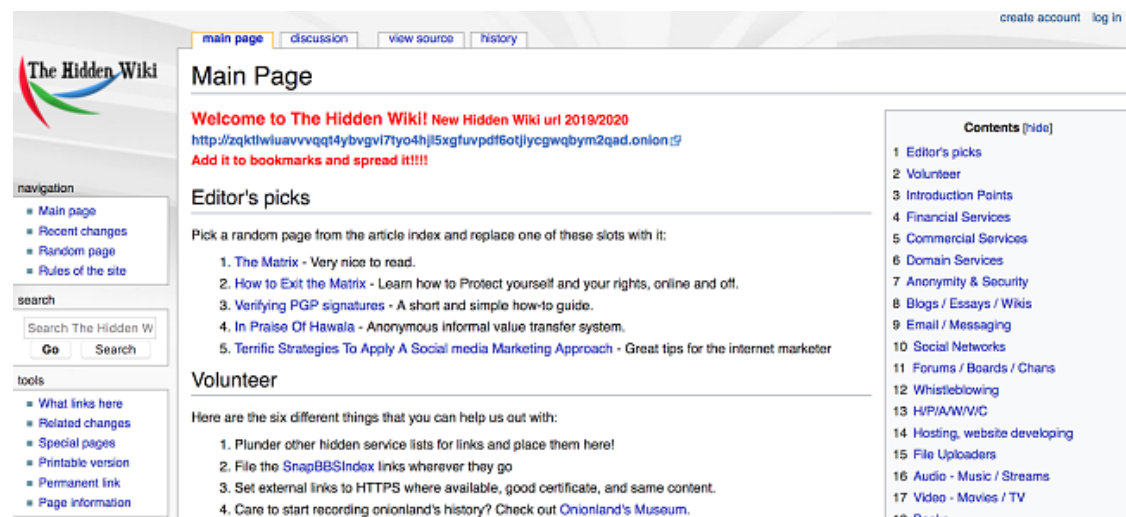 create account log in
main page discussion view source history
The Hidden Wiki
Main Page
Welcome to The Hidden Wiki! New Hidden Wiki url 2019/2020
http://zqktlwiuavvvqqt4ybvgvi7tyo4hjl5xgfuvpdf6otjiycgwqbym2qad.onion
Add it to bookmarks and spread it!!!!
navigation
Main page
Recent changes
Random page
Rules of the site
search
Search The Hidden W
Go Search
tools
What links here
Related changes
Special pages
Printable version
Permanent link
Page information
Editor's picks
Pick a random page from the article index and replace one of these slots with it:
1. The Matrix - Very nice to read.
2. How to Exit the Matrix - Learn how to Protect yourself and your rights, online and off.
3. Verifying PGP signatures - A short and simple how-to guide.
4. In Praise Of Hawala - Anonymous informal value transfer system.
5. Terrific Strategies To Apply A Social media Marketing Approach - Great tips for the internet marketer
Volunteer
Here are the six different things that you can help us out with:
1. Plunder other hidden service lists for links and place them here!
2. File the SnapBBSIndex links wherever they go
3. Set external links to HTTPS where available, good certificate, and same content.
4. Care to start recording onionland's history? Check out Onionland's Museum.
Contents [hide]
1 Editor's picks
2 Volunteer
3 Introduction Points
4 Financial Services
5 Commercial Services
6 Domain Services
7 Anonymity & Security
8 Blogs / Essays / Wikis
9 Email / Messaging
10 Social Networks
11 Forums / Boards / Chans
12 Whistleblowing
13 H/P/A/W/V/C
14 Hosting, website developing
15 File Uploaders
16 Audio - Music / Streams
17 Video - Movies / TV